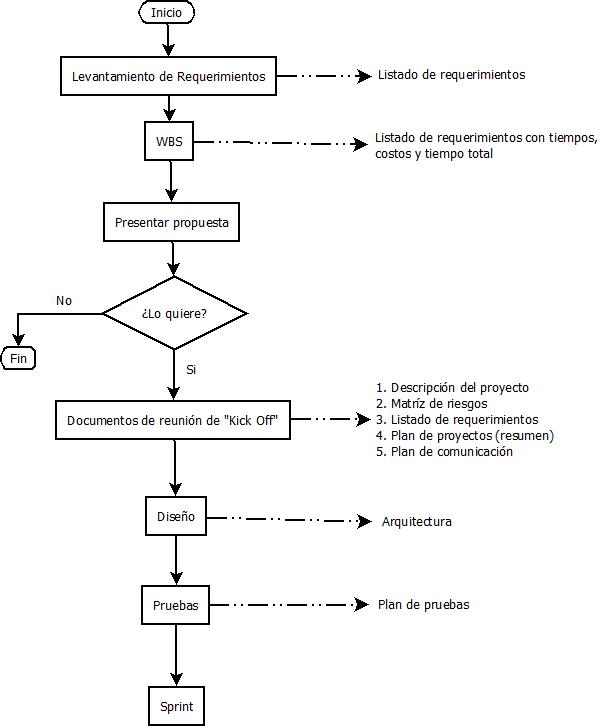 Inicio
Levantamiento de Requerimientos
Listado de requerimientos
WBS
Listado de requerimientos con tiempos,
costos y tiempo total
Presentar propuesta
¿Lo quiere?
No
Fin
Si
Documentos de reunión de "Kick Off"
1. Descripción del proyecto
2. Matríz de riesgos
3. Listado de requerimientos
4. Plan de proyectos (resumen)
5. Plan de comunicación
Diseño
Arquitectura
Pruebas
Plan de pruebas
Sprint